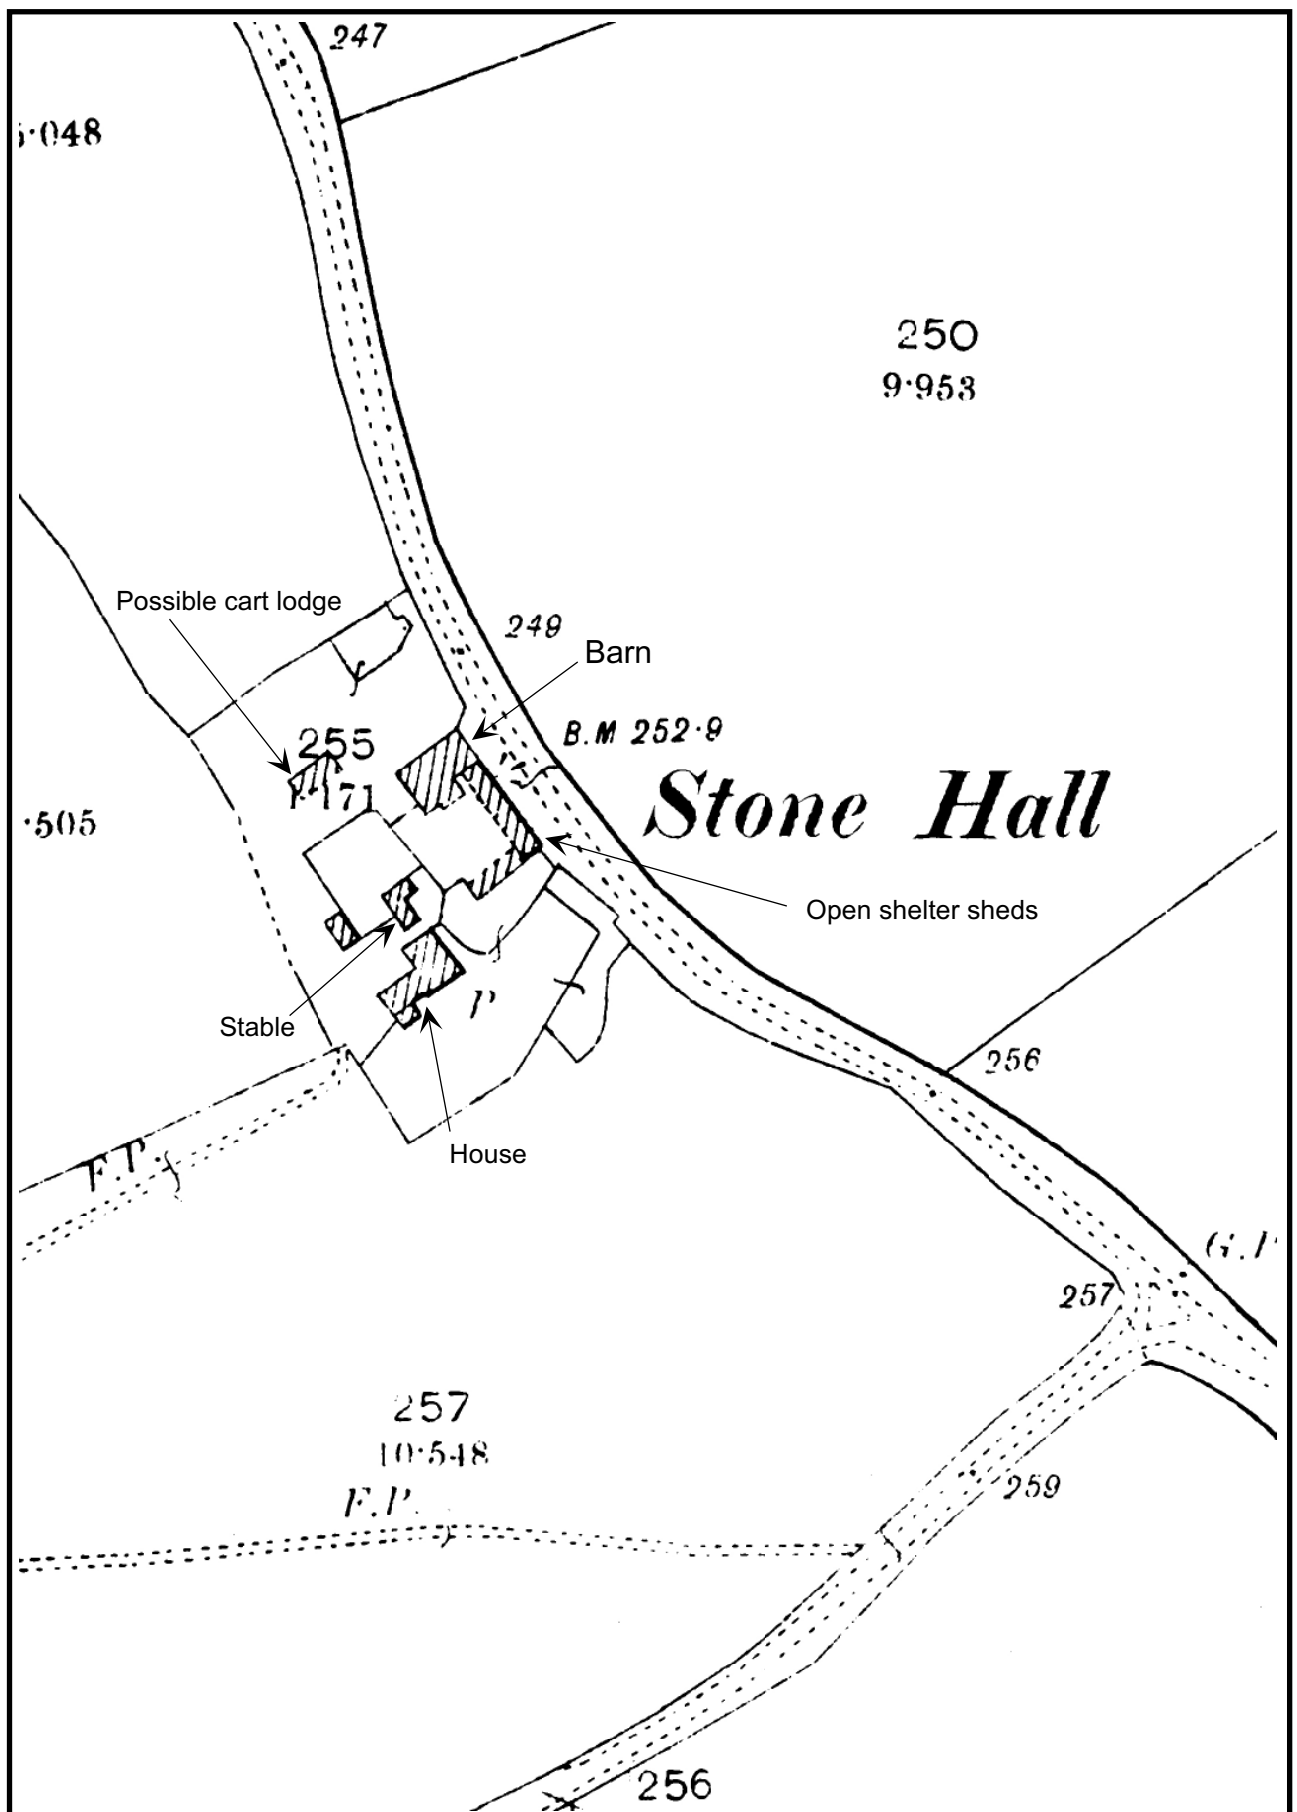 247
5·048
250
9·953
Possible cart lodge
249
Barn
B.M 252·9
255
1·171
Stone Hall
·505
Open shelter sheds
Stable
P
256
House
F.P.
G.P
257
257
10·548
F.P.
259
256